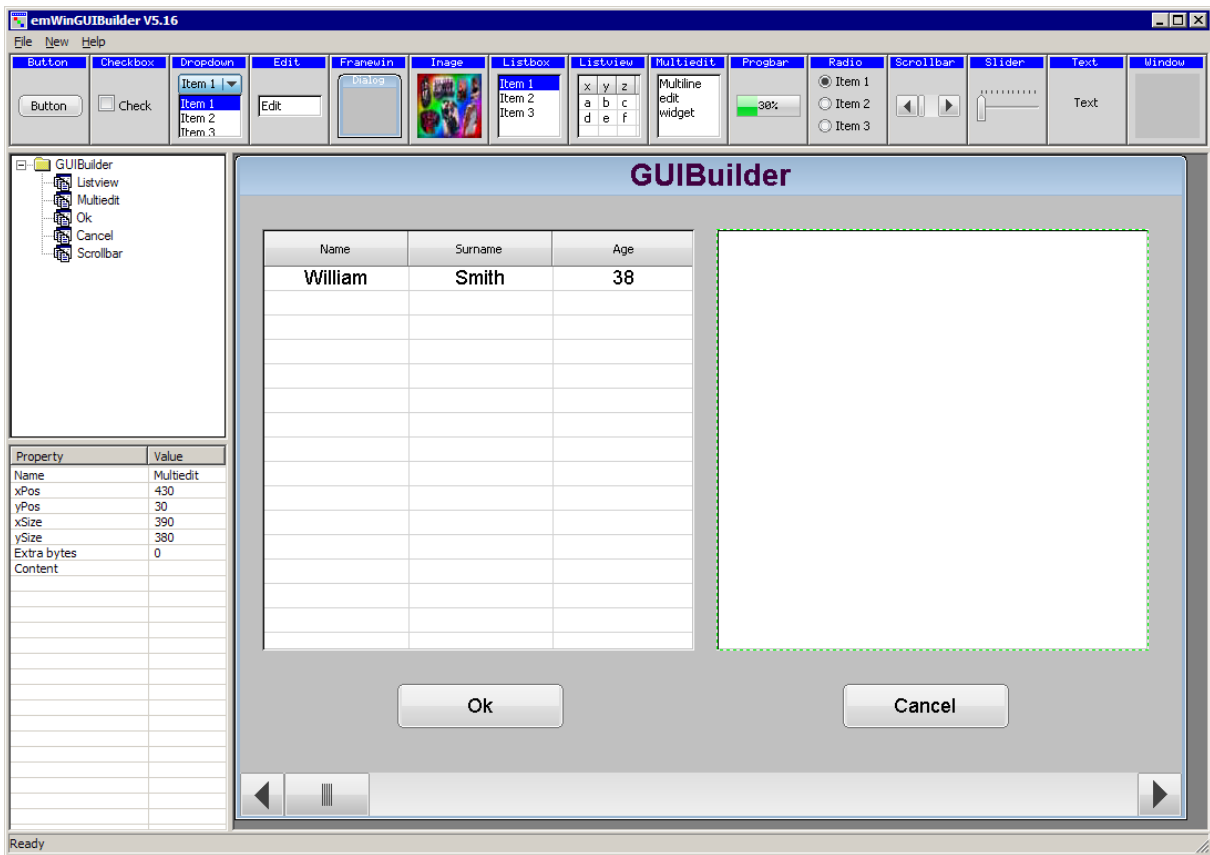 emWinGUIBuilder V5.16
File New Help
Button Checkbox Dropdown Edit Framewin Image Listbox Listview Multiedit Progbar Radio Scrollbar Slider Text Window
Button
Check
Item 1
Item 1
Item 2
Item 3
Edit
Dialog
Item 1
Item 2
Item 3
x y z
a b c
d e f
Multiline
edit
widget
30%
Item 1
Item 2
Item 3
Text
GUIBuilder
Listview
Multiedit
Ok
Cancel
Scrollbar
Property Value
Name Multiedit
xPos 430
yPos 30
xSize 390
ySize 380
Extra bytes 0
Content
GUIBuilder
Name Surname Age
William Smith 38
Ok
Cancel
Ready